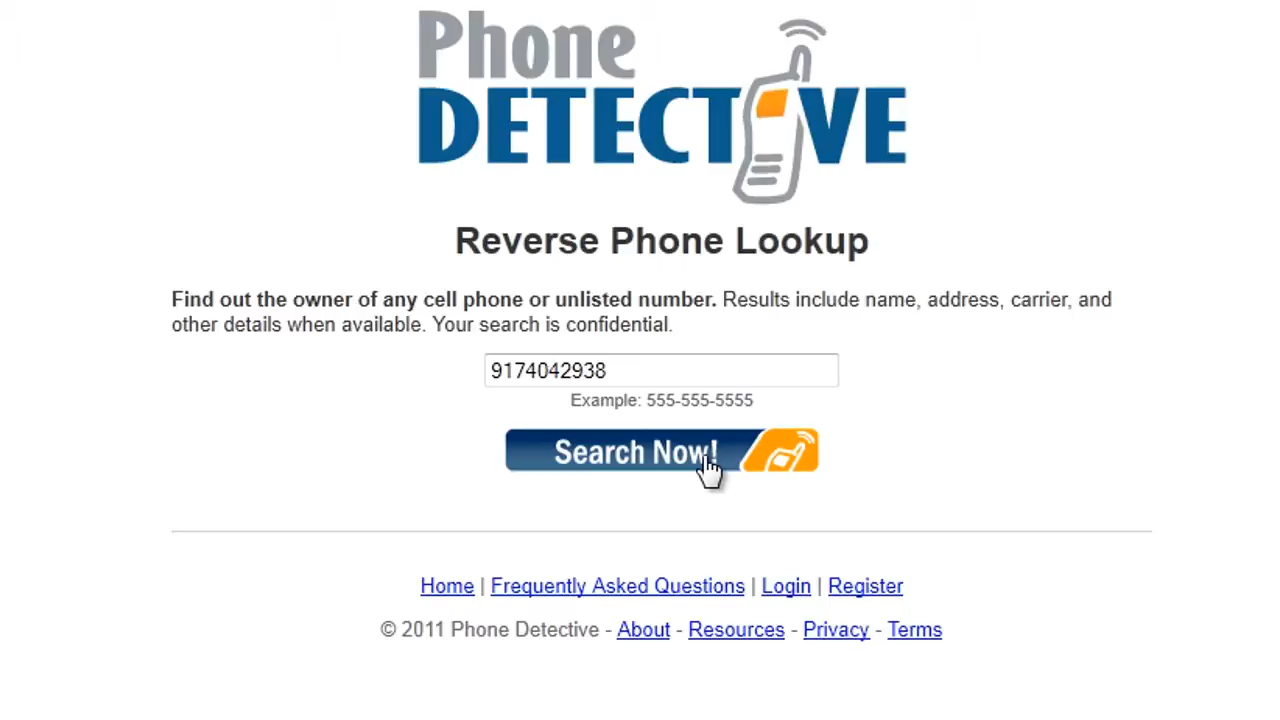 Phone
DETECTIVE
Reverse Phone Lookup
Find out the owner of any cell phone or unlisted number. Results include name, address, carrier, and
other details when available. Your search is confidential.
9174042938
Example: 555-555-5555
Search Now!
Home | Frequently Asked Questions | Login | Register
© 2011 Phone Detective - About - Resources - Privacy - Terms